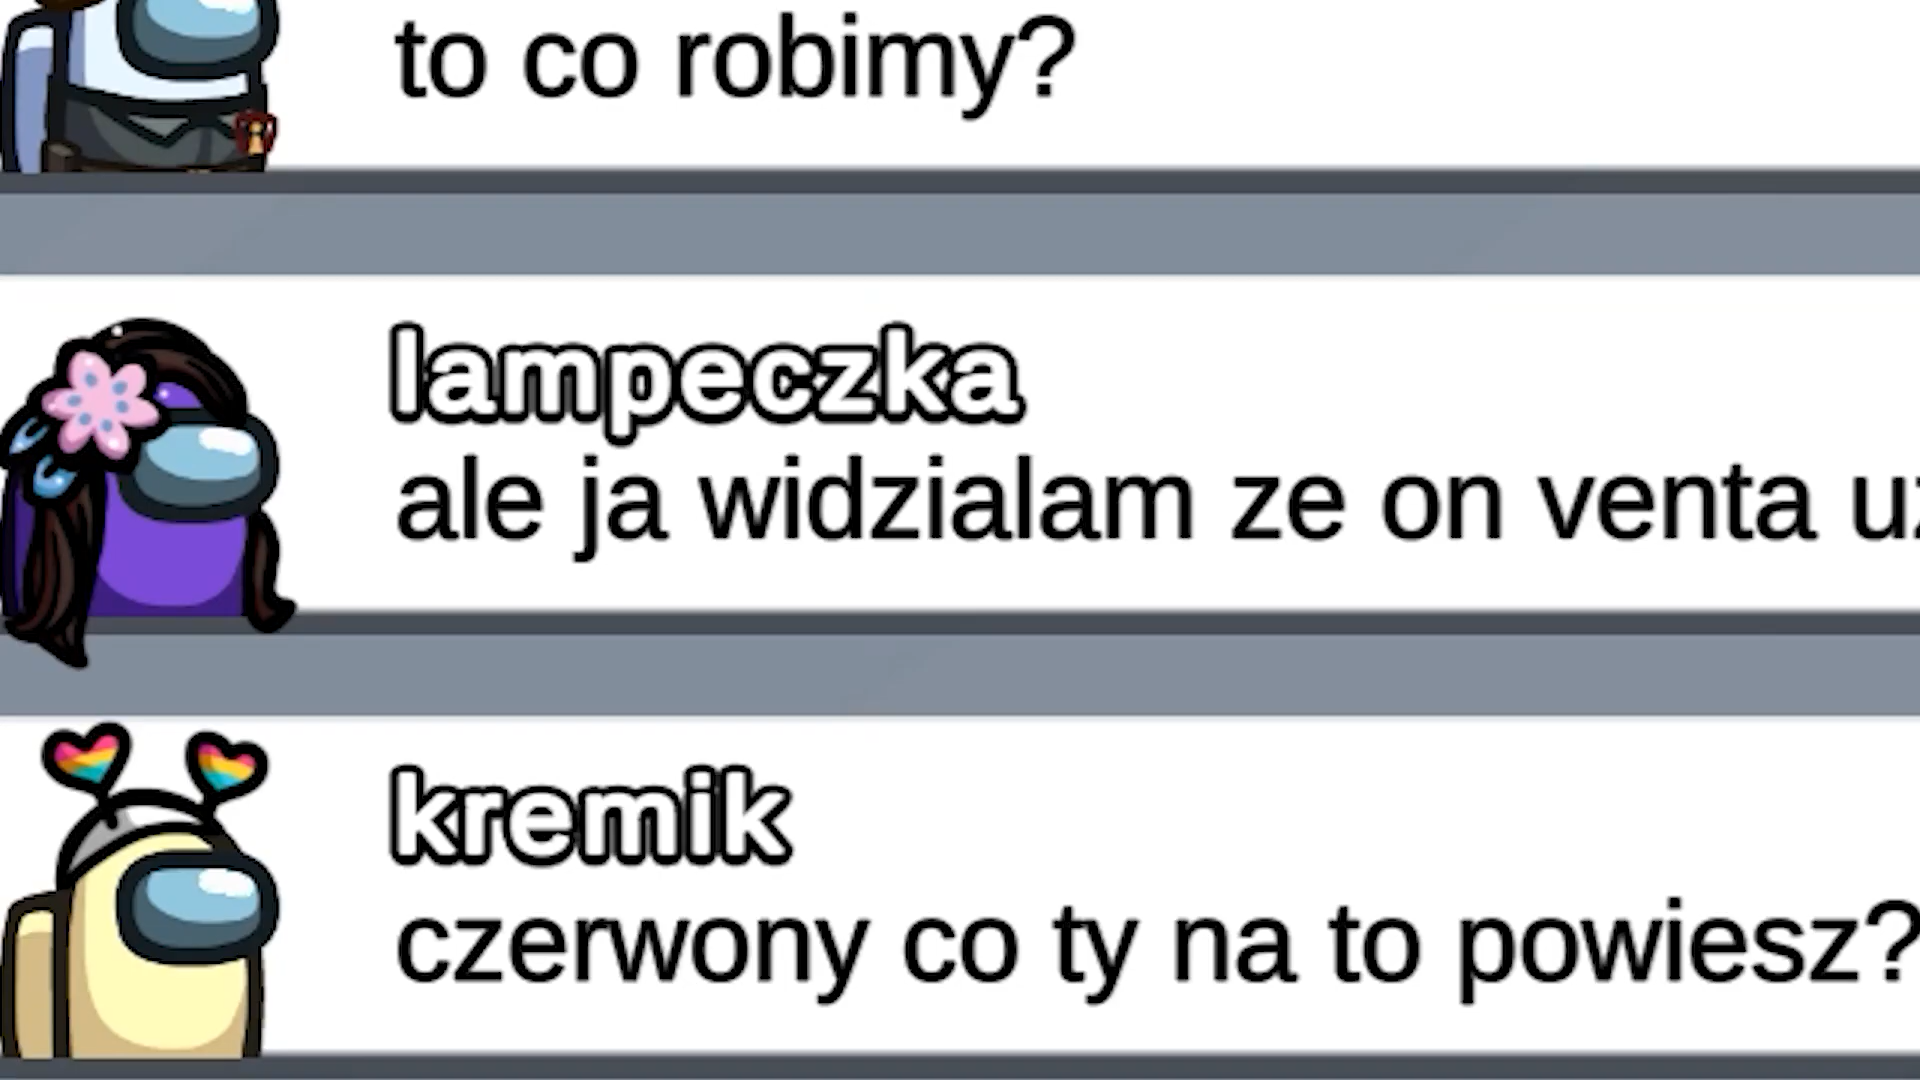 to co robimy?
lampeczka
ale ja widzialam ze on venta
kremik
czerwony co ty na to powiesz?